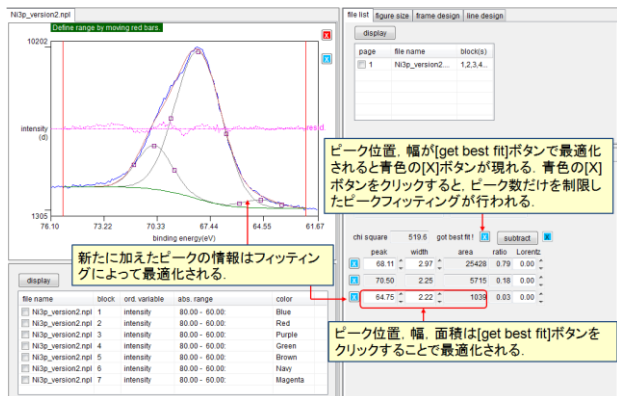 Ni3p_version2.npl
Define range by moving red bars.
10202
intensity
(d)
1305
resid
76.10 73.22 70.33 67.44 64.55 61.67
binding energy(eV)
新たに加えたピークの情報はフィッティ
ングによって最適化される.
display
file name block ord. variable abs. range color
Ni3p_version2.npl 1 intensity 80.00 - 60.00: Blue
Ni3p_version2.npl 2 intensity 80.00 - 60.00: Red
Ni3p_version2.npl 3 intensity 80.00 - 60.00: Purple
Ni3p_version2.npl 4 intensity 80.00 - 60.00: Green
Ni3p_version2.npl 5 intensity 80.00 - 60.00: Brown
Ni3p_version2.npl 6 intensity 80.00 - 60.00: Navy
Ni3p_version2.npl 7 intensity 80.00 - 60.00: Magenta
file list figure size frame design line design
display
page file name block(s)
1 Ni3p_version2... 1,2,3,4...
ピーク位置, 幅が[get best fit]ボタンで最適化
されると青色の[X]ボタンが現れる. 青色の[X]
ボタンをクリックすると, ピーク数だけを制限し
たピークフィッティングが行われる.
chi square 519.6 got best fit! X subtract X
peak width area ratio Lorentz
X 68.11 2.97 25428 0.79 0.00
X 70.50 2.25 5715 0.18 0.00
X 64.75 2.22 1039 0.03 0.00
ピーク位置, 幅, 面積は[get best fit]ボタンを
クリックすることで最適化される.